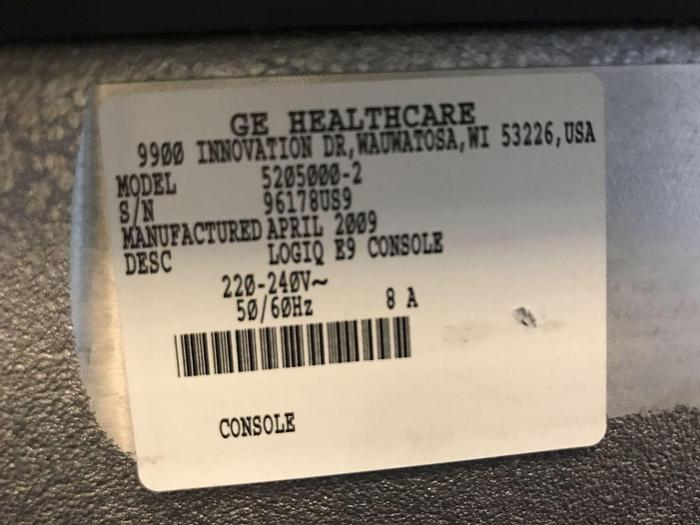 GE HEALTHCARE
9900 INNOVATION DR,WAUWATOSA,WI 53226,USA
MODEL 5205000-2
S/N 96178US9
MANUFACTURED APRIL 2009
DESC LOGIQ E9 CONSOLE
220-240V~
50/60Hz 8 A
CONSOLE